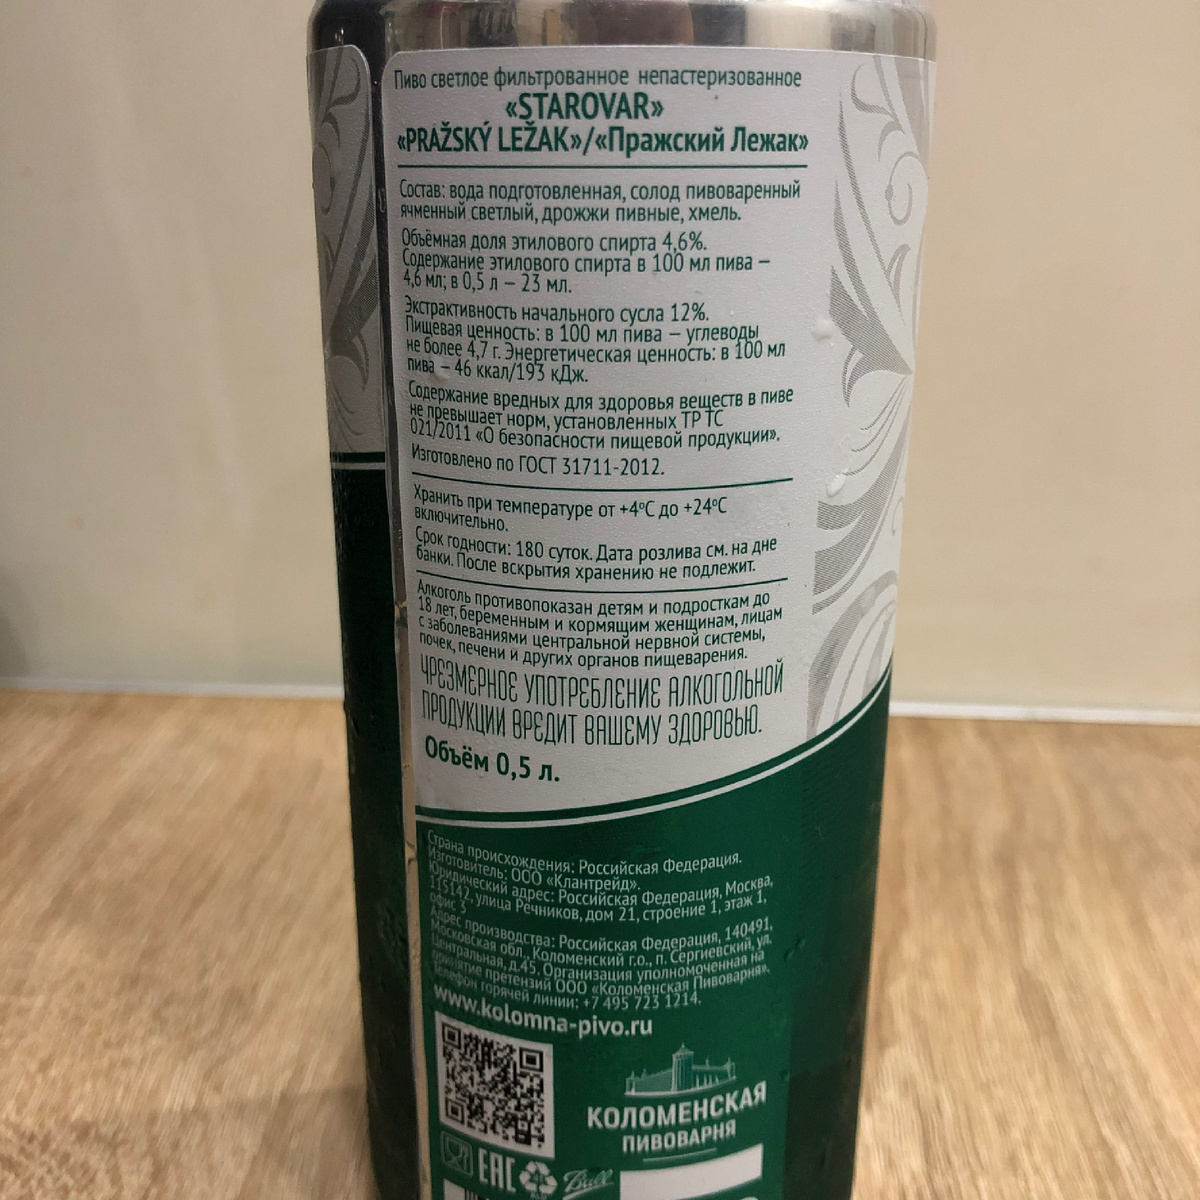 Пиво светлое фильтрованное непастеризованное
«STAROVAR»
«PRAŽSKÝ LEŽAK»/«Пражский Лежак»
Состав: вода подготовленная, солод пивоваренный
ячменный светлый, дрожжи пивные, хмель.
Объёмная доля этилового спирта 4,6%.
Содержание этилового спирта в 100 мл пива –
4,6 мл; в 0,5 л – 23 мл.
Экстрактивность начального сусла 12%.
Пищевая ценность: в 100 мл пива – углеводы
не более 4,7 г. Энергетическая ценность: в 100 мл
пива – 46 ккал/193 кДж.
Содержание вредных для здоровья веществ в пиве
не превышает норм, установленных ТР ТС
021/2011 «О безопасности пищевой продукции».
Изготовлено по ГОСТ 31711-2012.
Хранить при температуре от +4°С до +24°С
включительно.
Срок годности: 180 суток. Дата розлива см. на дне
банки. После вскрытия хранению не подлежит.
Алкоголь противопоказан детям и подросткам до
18 лет, беременным и кормящим женщинам, лицам
с заболеваниями центральной нервной системы,
почек, печени и других органов пищеварения.
ЧРЕЗМЕРНОЕ УПОТРЕБЛЕНИЕ АЛКОГОЛЬНОЙ
ПРОДУКЦИИ ВРЕДИТ ВАШЕМУ ЗДОРОВЬЮ.
Объём 0,5 л.
Страна происхождения: Российская Федерация.
Изготовитель: ООО «Клантрейд».
Юридический адрес: Российская Федерация, Москва,
115142, улица Речников, дом 21, строение 1, этаж 1,
офис 3
Адрес производства: Российская Федерация, 140491,
Московская обл., Коломенский г.о., п. Сергиевский, ул.
Центральная, д.45. Организация уполномоченная на
принятие претензий ООО «Коломенская Пивоварня».
Телефон горячей линии: +7 495 723 1214.
www.kolomna-pivo.ru
КОЛОМЕНСКАЯ
ПИВОВАРНЯ
EAC
Ball